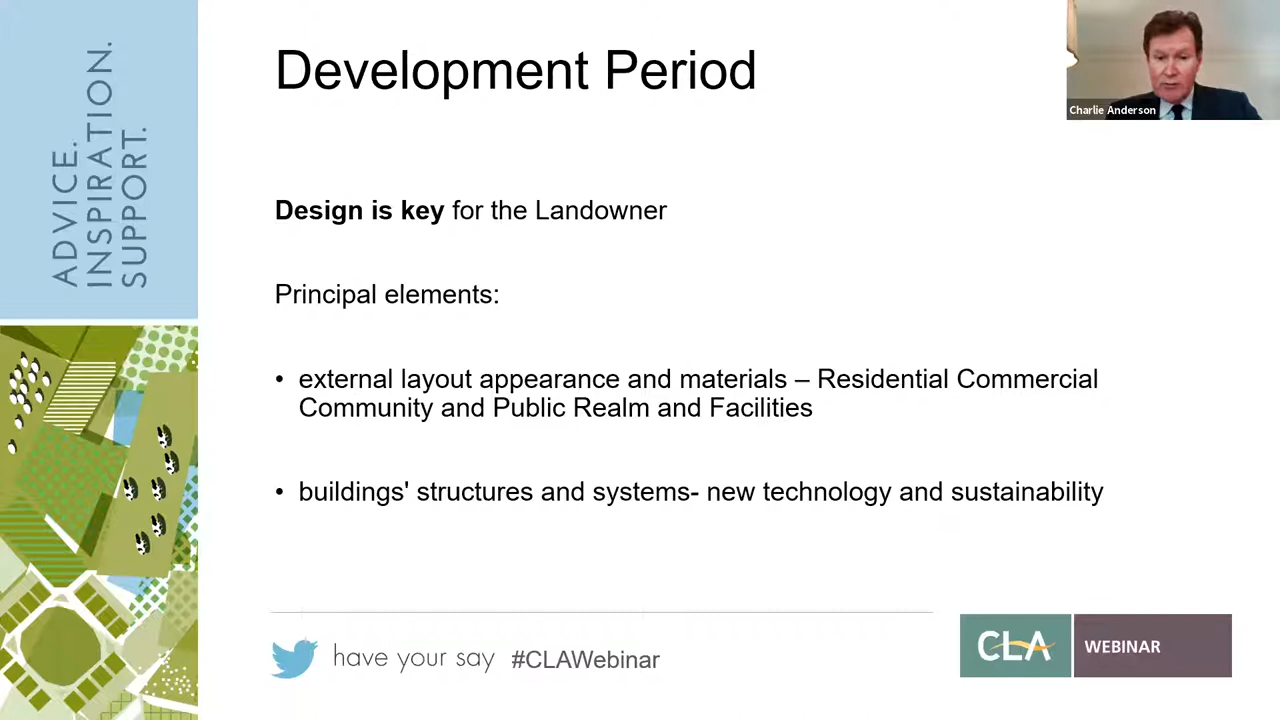 ADVICE.
INSPIRATION.
SUPPORT.
Development Period
Charlie Anderson
Design is key for the Landowner
Principal elements:
• external layout appearance and materials – Residential Commercial
Community and Public Realm and Facilities
• buildings' structures and systems- new technology and sustainability
have your say #CLAWebinar
CLA WEBINAR